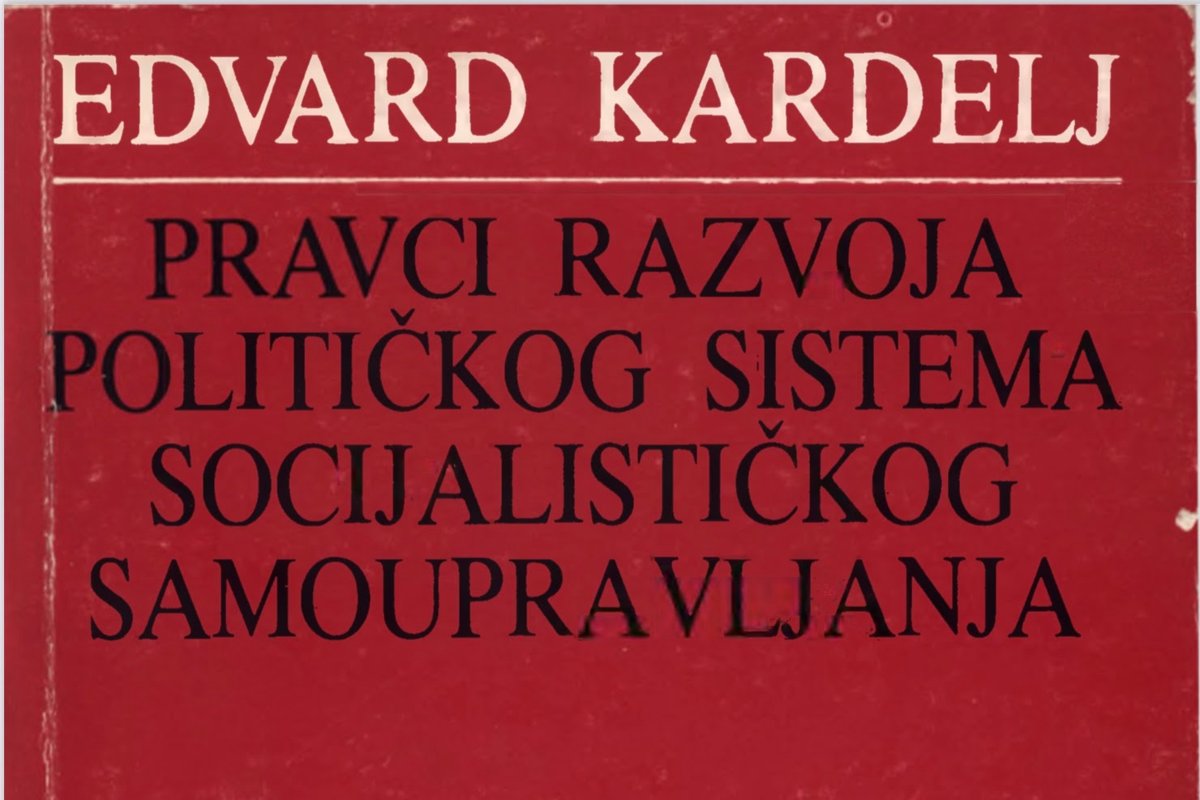 EDVARD KARDELJ
PRAVCI RAZVOJA
POLITIČKOG SISTEMA
SOCIJALISTIČKOG
SAMOUPRAVLJANJA